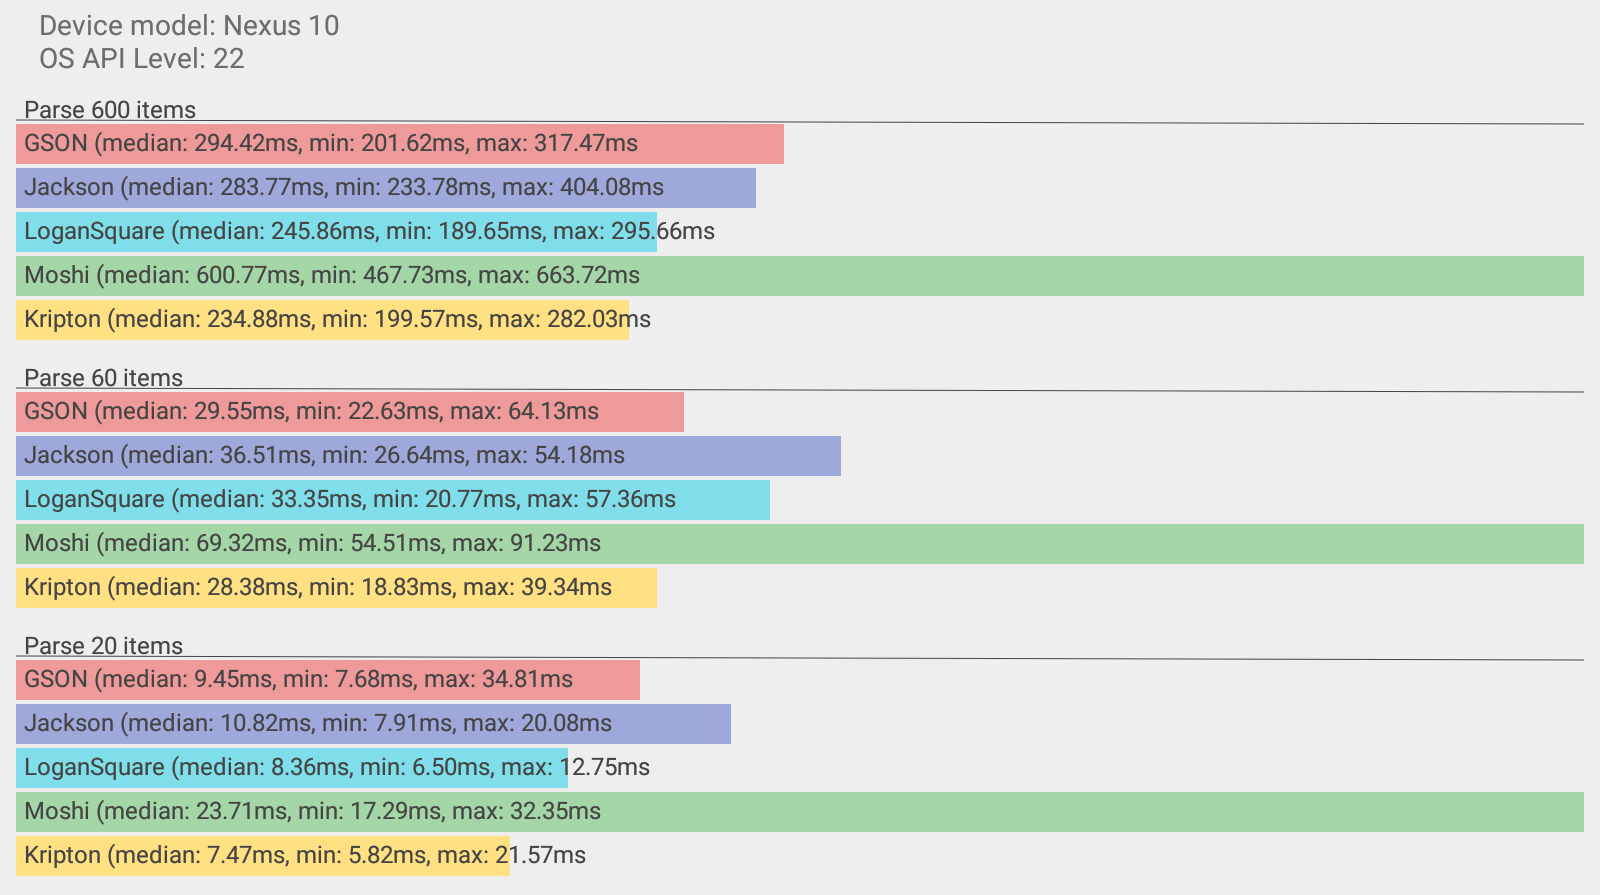 Device model: Nexus 10
OS API Level: 22
Parse 600 items
GSON (median: 294.42ms, min: 201.62ms, max: 317.47ms
Jackson (median: 283.77ms, min: 233.78ms, max: 404.08ms
LoganSquare (median: 245.86ms, min: 189.65ms, max: 295.66ms
Moshi (median: 600.77ms, min: 467.73ms, max: 663.72ms
Kripton (median: 234.88ms, min: 199.57ms, max: 282.03ms
Parse 60 items
GSON (median: 29.55ms, min: 22.63ms, max: 64.13ms
Jackson (median: 36.51ms, min: 26.64ms, max: 54.18ms
LoganSquare (median: 33.35ms, min: 20.77ms, max: 57.36ms
Moshi (median: 69.32ms, min: 54.51ms, max: 91.23ms
Kripton (median: 28.38ms, min: 18.83ms, max: 39.34ms
Parse 20 items
GSON (median: 9.45ms, min: 7.68ms, max: 34.81ms
Jackson (median: 10.82ms, min: 7.91ms, max: 20.08ms
LoganSquare (median: 8.36ms, min: 6.50ms, max: 12.75ms
Moshi (median: 23.71ms, min: 17.29ms, max: 32.35ms
Kripton (median: 7.47ms, min: 5.82ms, max: 21.57ms